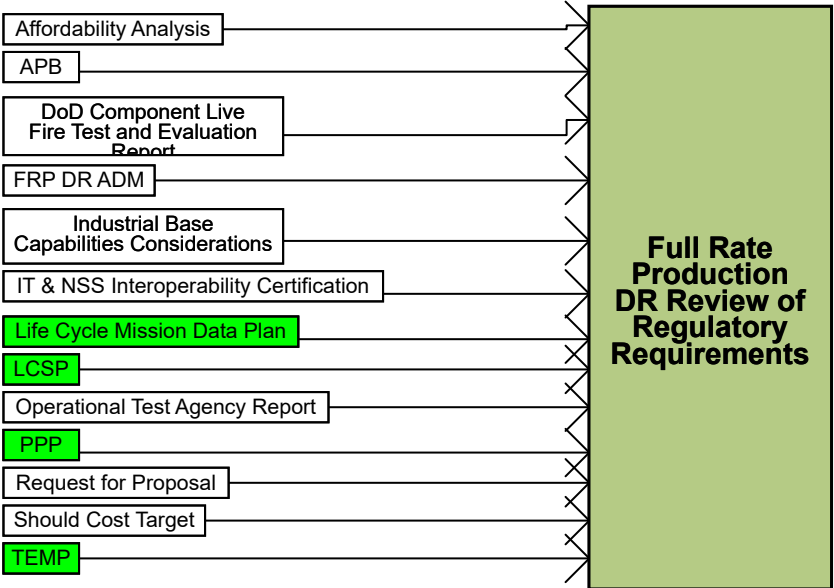 Affordability Analysis
APB
DoD Component Live
Fire Test and Evaluation
Report
FRP DR ADM
Industrial Base
Capabilities Considerations
IT & NSS Interoperability Certification
Life Cycle Mission Data Plan
LCSP
Operational Test Agency Report
PPP
Request for Proposal
Should Cost Target
TEMP
Full Rate
Production
DR Review of
Regulatory
Requirements